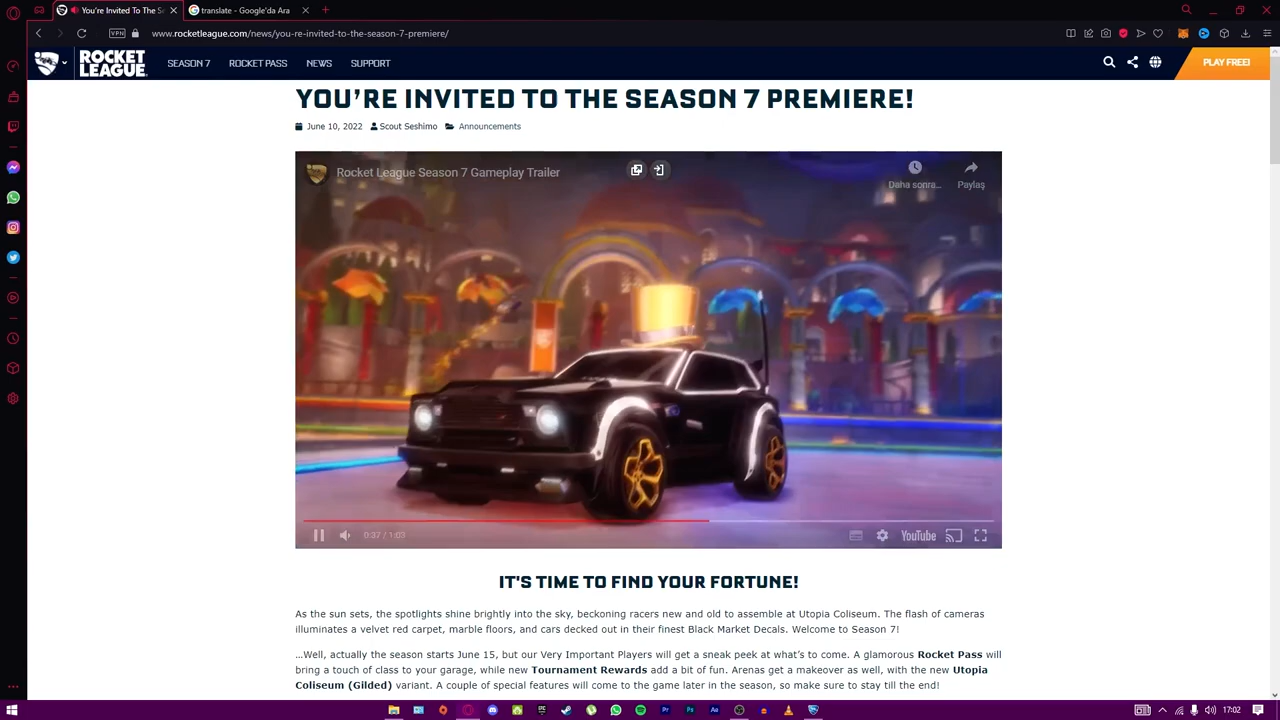 You're Invited To The S
translate - Google'da Ara
VPN
www.rocketleague.com/news/you-re-invited-to-the-season-7-premiere/
ROCKET
LEAGUE
SEASON 7
ROCKET PASS
NEWS
SUPPORT
PLAY FREE!
YOU'RE INVITED TO THE SEASON 7 PREMIERE!
June 10, 2022 Scout Seshimo Announcements
Rocket League Season 7 Gameplay Trailer
Daha sonra...
Paylaş
0:37 / 1:03
YouTube
IT'S TIME TO FIND YOUR FORTUNE!
As the sun sets, the spotlights shine brightly into the sky, beckoning racers new and old to assemble at Utopia Coliseum. The flash of cameras
illuminates a velvet red carpet, marble floors, and cars decked out in their finest Black Market Decals. Welcome to Season 7!
…Well, actually the season starts June 15, but our Very Important Players will get a sneak peek at what's to come. A glamorous Rocket Pass will
bring a touch of class to your garage, while new Tournament Rewards add a bit of fun. Arenas get a makeover as well, with the new Utopia
Coliseum (Gilded) variant. A couple of special features will come to the game later in the season, so make sure to stay till the end!
17:02